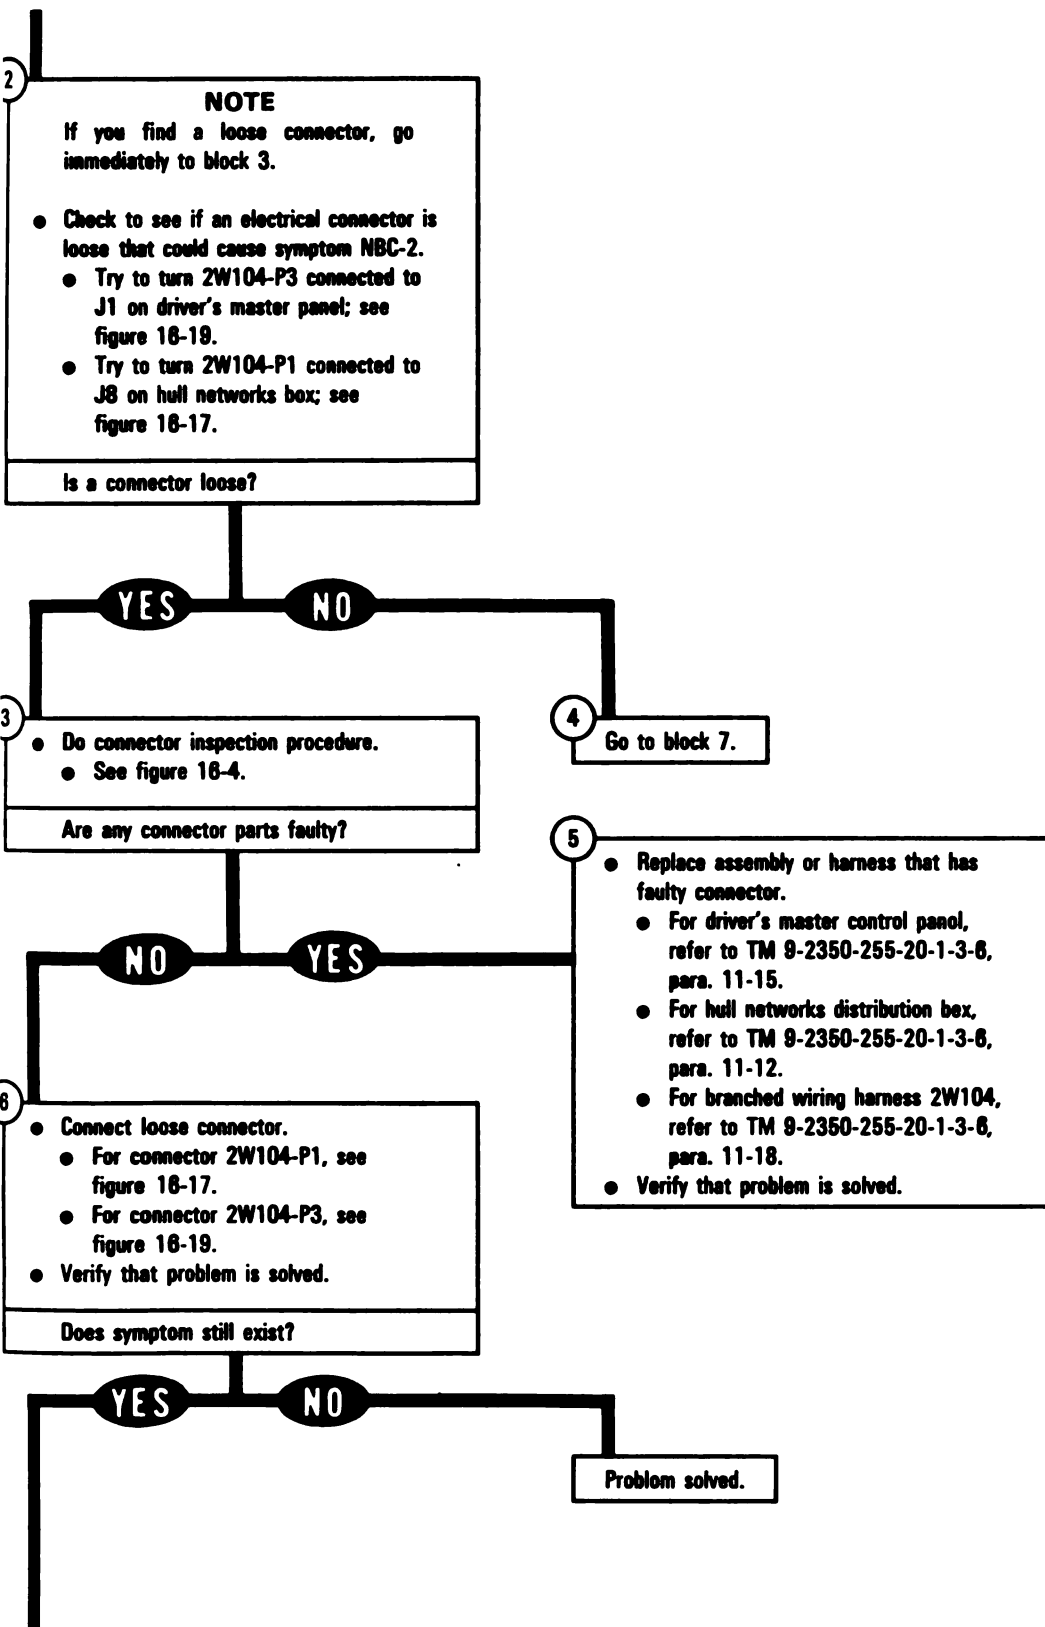 2
NOTE
If you find a loose connector, go
immediately to block 3.
● Check to see if an electrical connector is
loose that could cause symptom NBC-2.
● Try to turn 2W104-P3 connected to
J1 on driver's master panel; see
figure 16-19.
● Try to turn 2W104-P1 connected to
J8 on hull networks box; see
figure 16-17.
Is a connector loose?
YES
NO
3
● Do connector inspection procedure.
● See figure 16-4.
Are any connector parts faulty?
4
Go to block 7.
NO
YES
5
● Replace assembly or harness that has
faulty connector.
● For driver's master control panel,
refer to TM 9-2350-255-20-1-3-6,
para. 11-15.
● For hull networks distribution box,
refer to TM 9-2350-255-20-1-3-6,
para. 11-12.
● For branched wiring harness 2W104,
refer to TM 9-2350-255-20-1-3-6,
para. 11-18.
● Verify that problem is solved.
6
● Connect loose connector.
● For connector 2W104-P1, see
figure 16-17.
● For connector 2W104-P3, see
figure 16-19.
● Verify that problem is solved.
Does symptom still exist?
YES
NO
Problem solved.